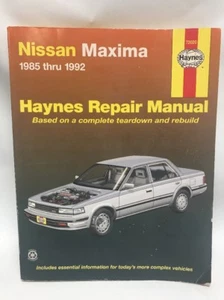 Nissan Maxima
1985 thru 1992
Haynes
Haynes Repair Manual
Based on a complete teardown and rebuild
Includes essential information for today's more complex vehicles